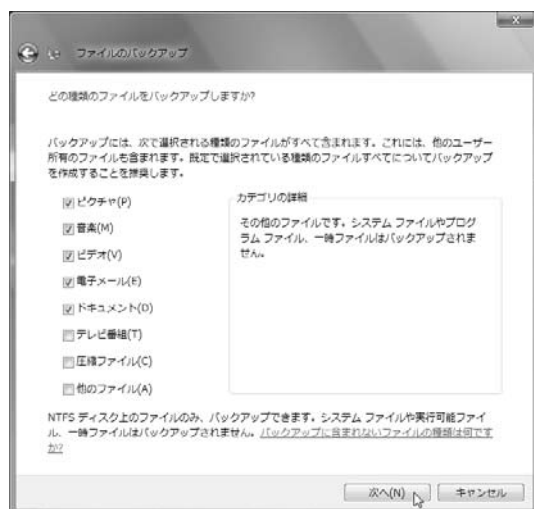 ファイルのバックアップ
どの種類のファイルをバックアップしますか?
バックアップには、次で選択される種類のファイルがすべて含まれます。これには、他のユーザー
所有のファイルも含まれます。既定で選択されている種類のファイルすべてについてバックアップ
を作成することを推奨します。
ピクチャ(P)
音楽(M)
ビデオ(V)
電子メール(E)
ドキュメント(D)
テレビ番組(T)
圧縮ファイル(C)
他のファイル(A)
カテゴリの詳細
その他のファイルです。システム ファイルやプログ
ラム ファイル、一時ファイルはバックアップされま
せん。
NTFS ディスク上のファイルのみ、バックアップできます。システム ファイルや実行可能ファイ
ル、一時ファイルはバックアップされません。バックアップに含まれないファイルの種類は何です
か?
次へ(N)
キャンセル